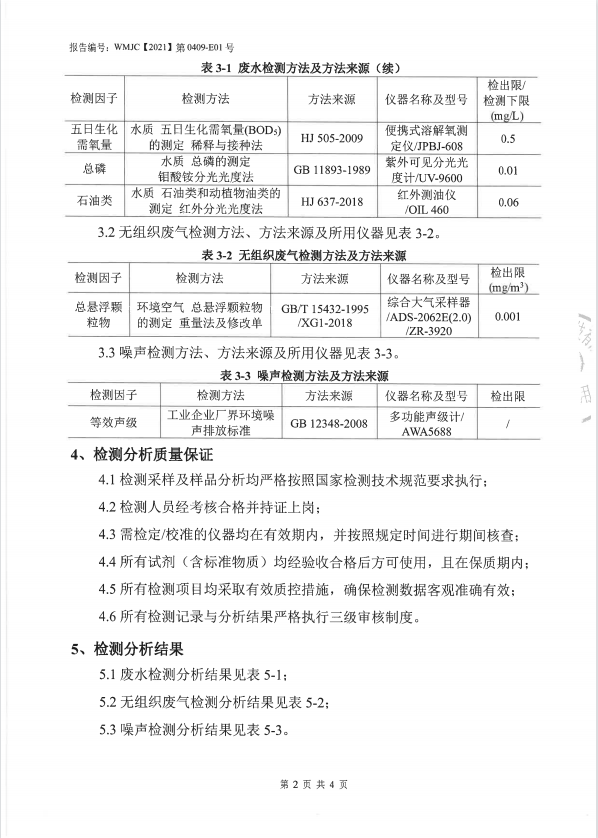 报告编号：WMJC【2021】第 0409-E01 号
表 3-1 废水检测方法及方法来源（续）
检测因子 检测方法 方法来源 仪器名称及型号 检出限/
检测下限
(mg/L)
五日生化
需氧量
水质 五日生化需氧量(BOD₅)
的测定 稀释与接种法
HJ 505-2009
便携式溶解氧测
定仪/JPBJ-608
0.5
总磷
水质 总磷的测定
钼酸铵分光光度法
GB 11893-1989
紫外可见分光光
度计/UV-9600
0.01
石油类
水质 石油类和动植物油类的
测定 红外分光光度法
HJ 637-2018
红外测油仪
/OIL 460
0.06
3.2 无组织废气检测方法、方法来源及所用仪器见表 3-2。
表 3-2 无组织废气检测方法及方法来源
检测因子 检测方法 方法来源 仪器名称及型号 检出限
(mg/m³)
总悬浮颗
粒物
环境空气 总悬浮颗粒物
的测定 重量法及修改单
GB/T 15432-1995
/XG1-2018
综合大气采样器
/ADS-2062E(2.0)
/ZR-3920
0.001
3.3 噪声检测方法、方法来源及所用仪器见表 3-3。
表 3-3 噪声检测方法及方法来源
检测因子 检测方法 方法来源 仪器名称及型号 检出限
等效声级
工业企业厂界环境噪
声排放标准
GB 12348-2008
多功能声级计/
AWA5688
/
4、检测分析质量保证
4.1 检测采样及样品分析均严格按照国家检测技术规范要求执行；
4.2 检测人员经考核合格并持证上岗；
4.3 需检定/校准的仪器均在有效期内，并按照规定时间进行期间核查；
4.4 所有试剂（含标准物质）均经验收合格后方可使用，且在保质期内；
4.5 所有检测项目均采取有效质控措施，确保检测数据客观准确有效；
4.6 所有检测记录与分析结果严格执行三级审核制度。
5、检测分析结果
5.1 废水检测分析结果见表 5-1；
5.2 无组织废气检测分析结果见表 5-2；
5.3 噪声检测分析结果见表 5-3。
第 2 页 共 4 页